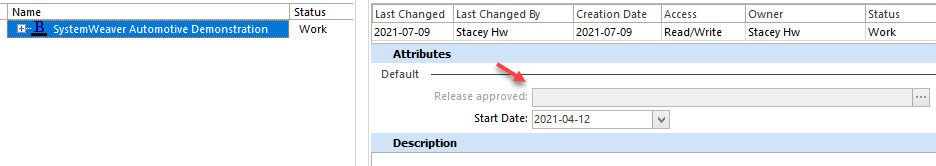 Name Status
B SystemWeaver Automotive Demonstration Work
Last Changed Last Changed By Creation Date Access Owner Status
2021-07-09 Stacey Hw 2021-07-09 Read/Write Stacey Hw Work
Attributes
Default
Release approved: ...
Start Date: 2021-04-12
Description